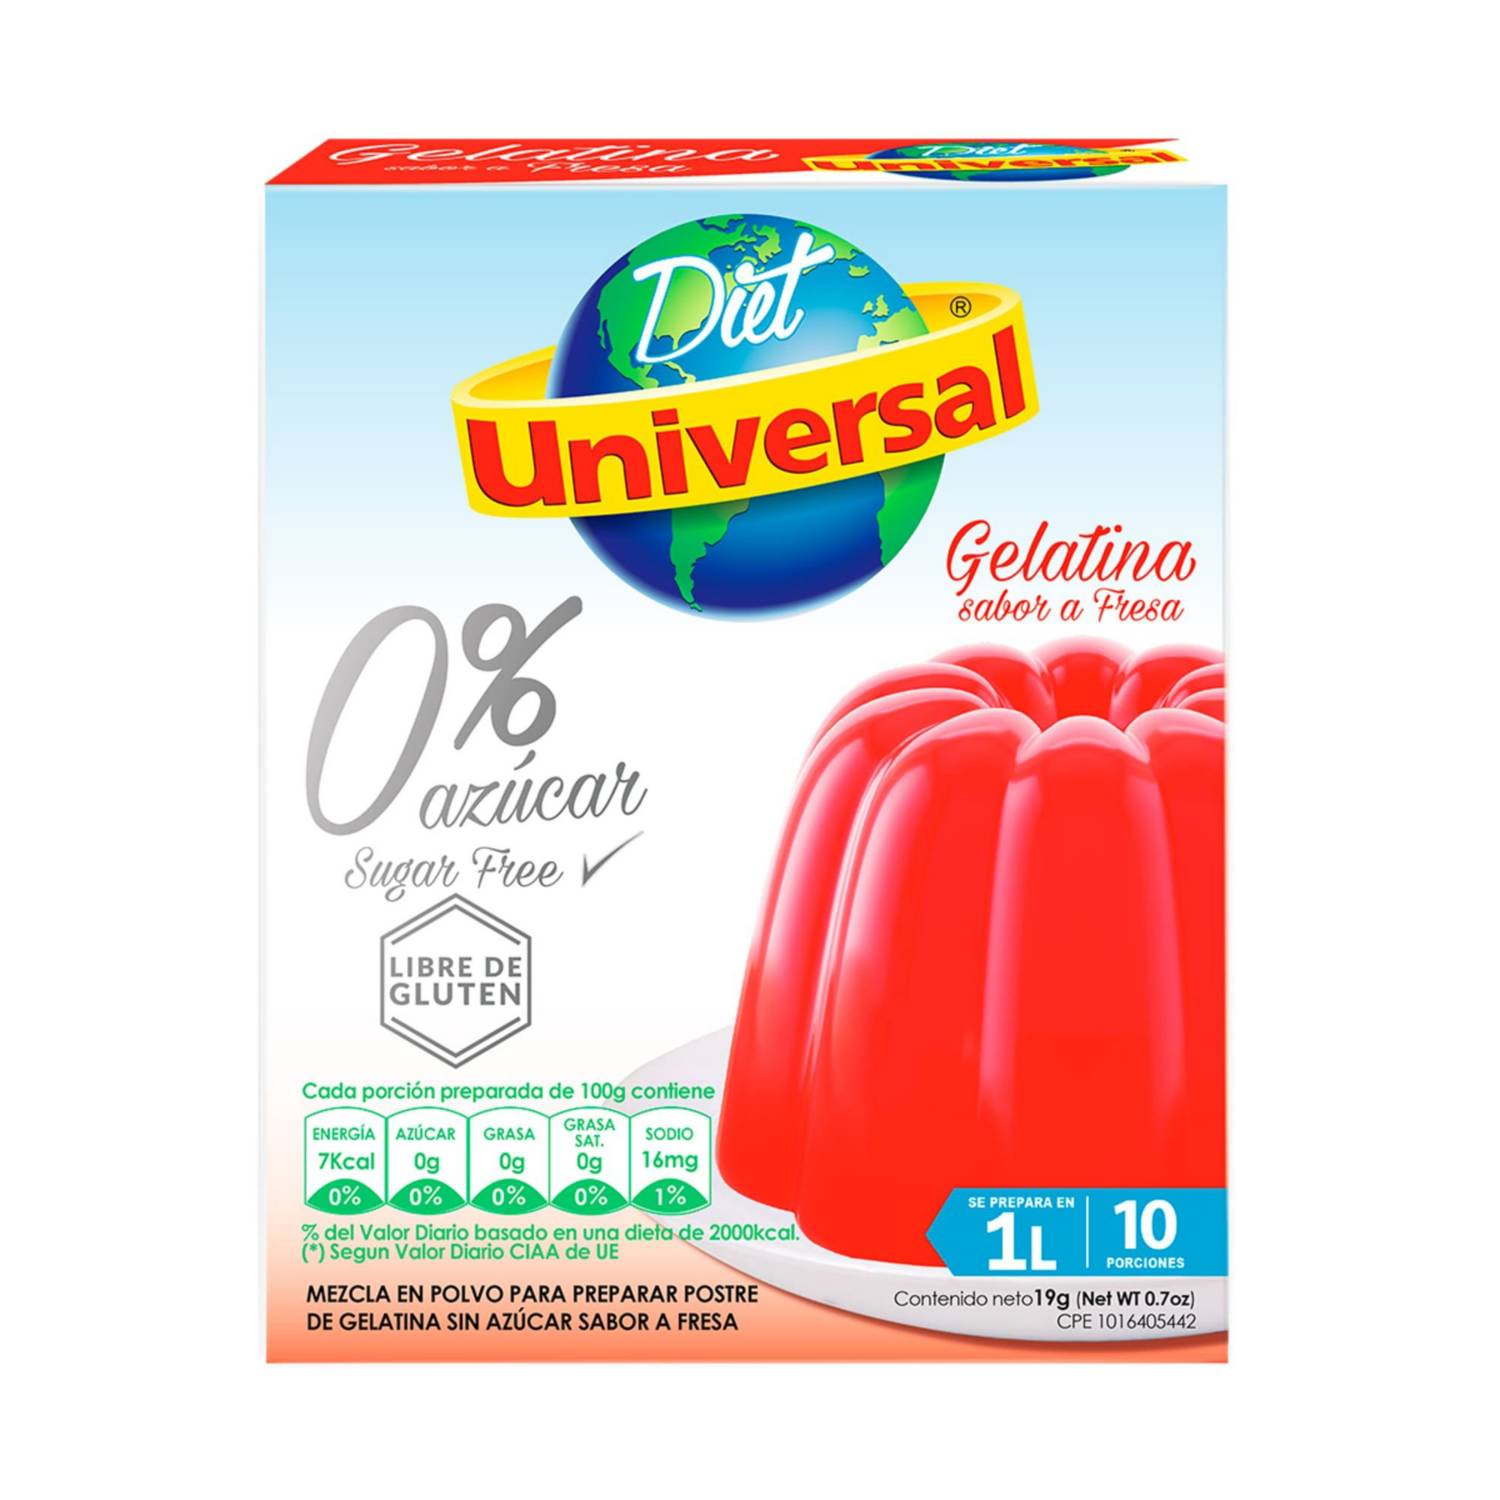 Gelatina
sabor a Fresa
Diet
Universal
Diet
®
Universal
Gelatina
sabor a Fresa
0%
azúcar
Sugar Free
LIBRE DE
GLUTEN
Cada porción preparada de 100g contiene
ENERGÍA AZÚCAR GRASA GRASA SAT. SODIO
7Kcal 0g 0g 0g 16mg
0% 0% 0% 0% 1%
% del Valor Diario basado en una dieta de 2000kcal.
(*) Segun Valor Diario CIAA de UE
MEZCLA EN POLVO PARA PREPARAR POSTRE
DE GELATINA SIN AZÚCAR SABOR A FRESA
SE PREPARA EN
1L
10
PORCIONES
Contenido neto 19g (Net WT 0.7oz)
CPE 1016405442